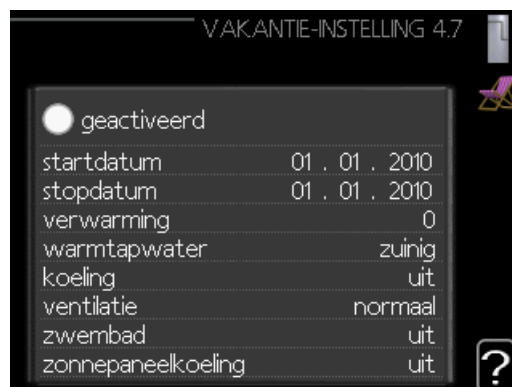 VAKANTIE-INSTELLING 4.7
geactiveerd
startdatum 01 . 01 . 2010
stopdatum 01 . 01 . 2010
verwarming 0
warmtapwater zuinig
koeling uit
ventilatie normaal
zwembad uit
zonnepaneelkoeling uit
?